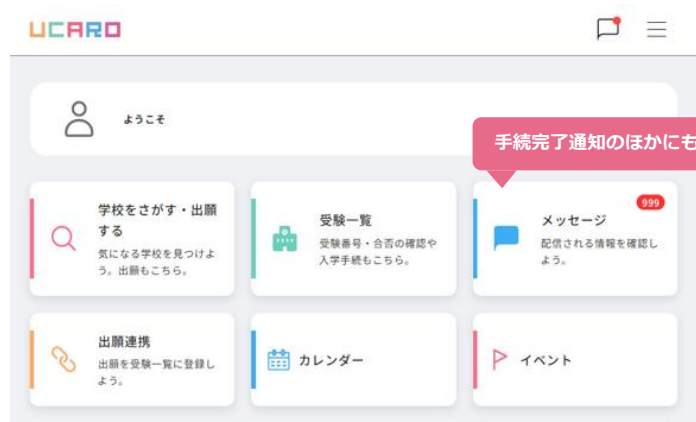 UCARO
ようこそ
手続完了通知のほかにも
学校をさがす・出願
する
気になる学校を見つけよ
う。出願もこちら。
受験一覧
受験番号・合否の確認や
入学手続もこちら。
999
メッセージ
配信される情報を確認し
よう。
出願連携
出願を受験一覧に登録し
よう。
カレンダー
イベント